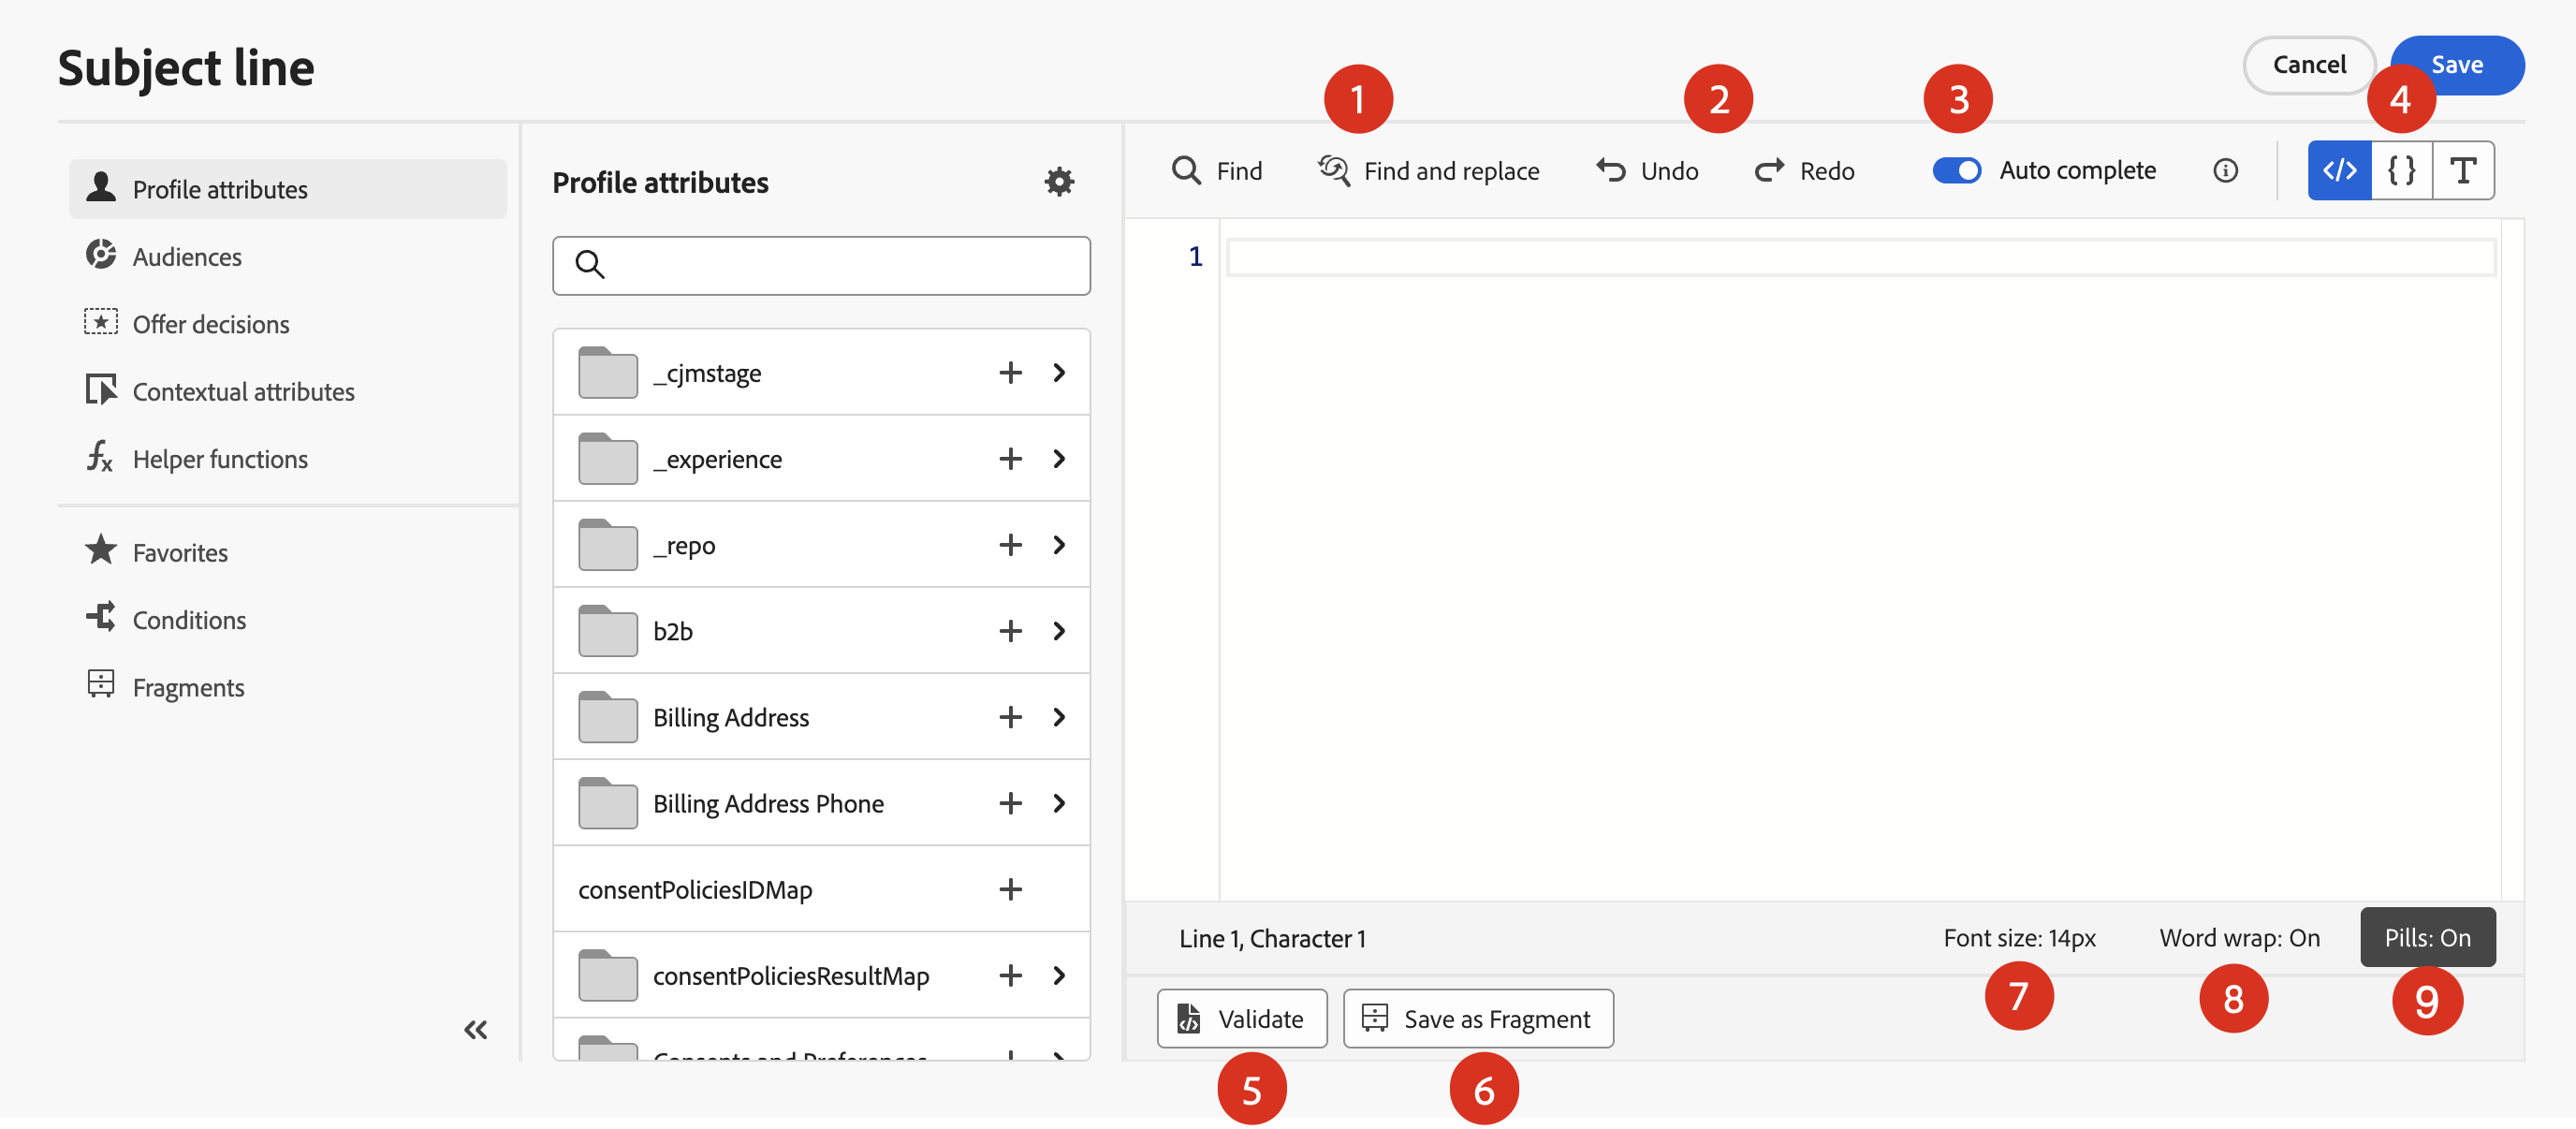 Subject line
Cancel
Save
1
2
3
4
Profile attributes
Audiences
Offer decisions
Contextual attributes
Helper functions
Favorites
Conditions
Fragments
Profile attributes
_cjmstage
_experience
_repo
b2b
Billing Address
Billing Address Phone
consentPoliciesIDMap
consentPoliciesResultMap
Consents and Preferences
Find
Find and replace
Undo
Redo
Auto complete
</>
{}
T
1
Line 1, Character 1
Font size: 14px
Word wrap: On
Pills: On
7
8
9
Validate
Save as Fragment
5
6